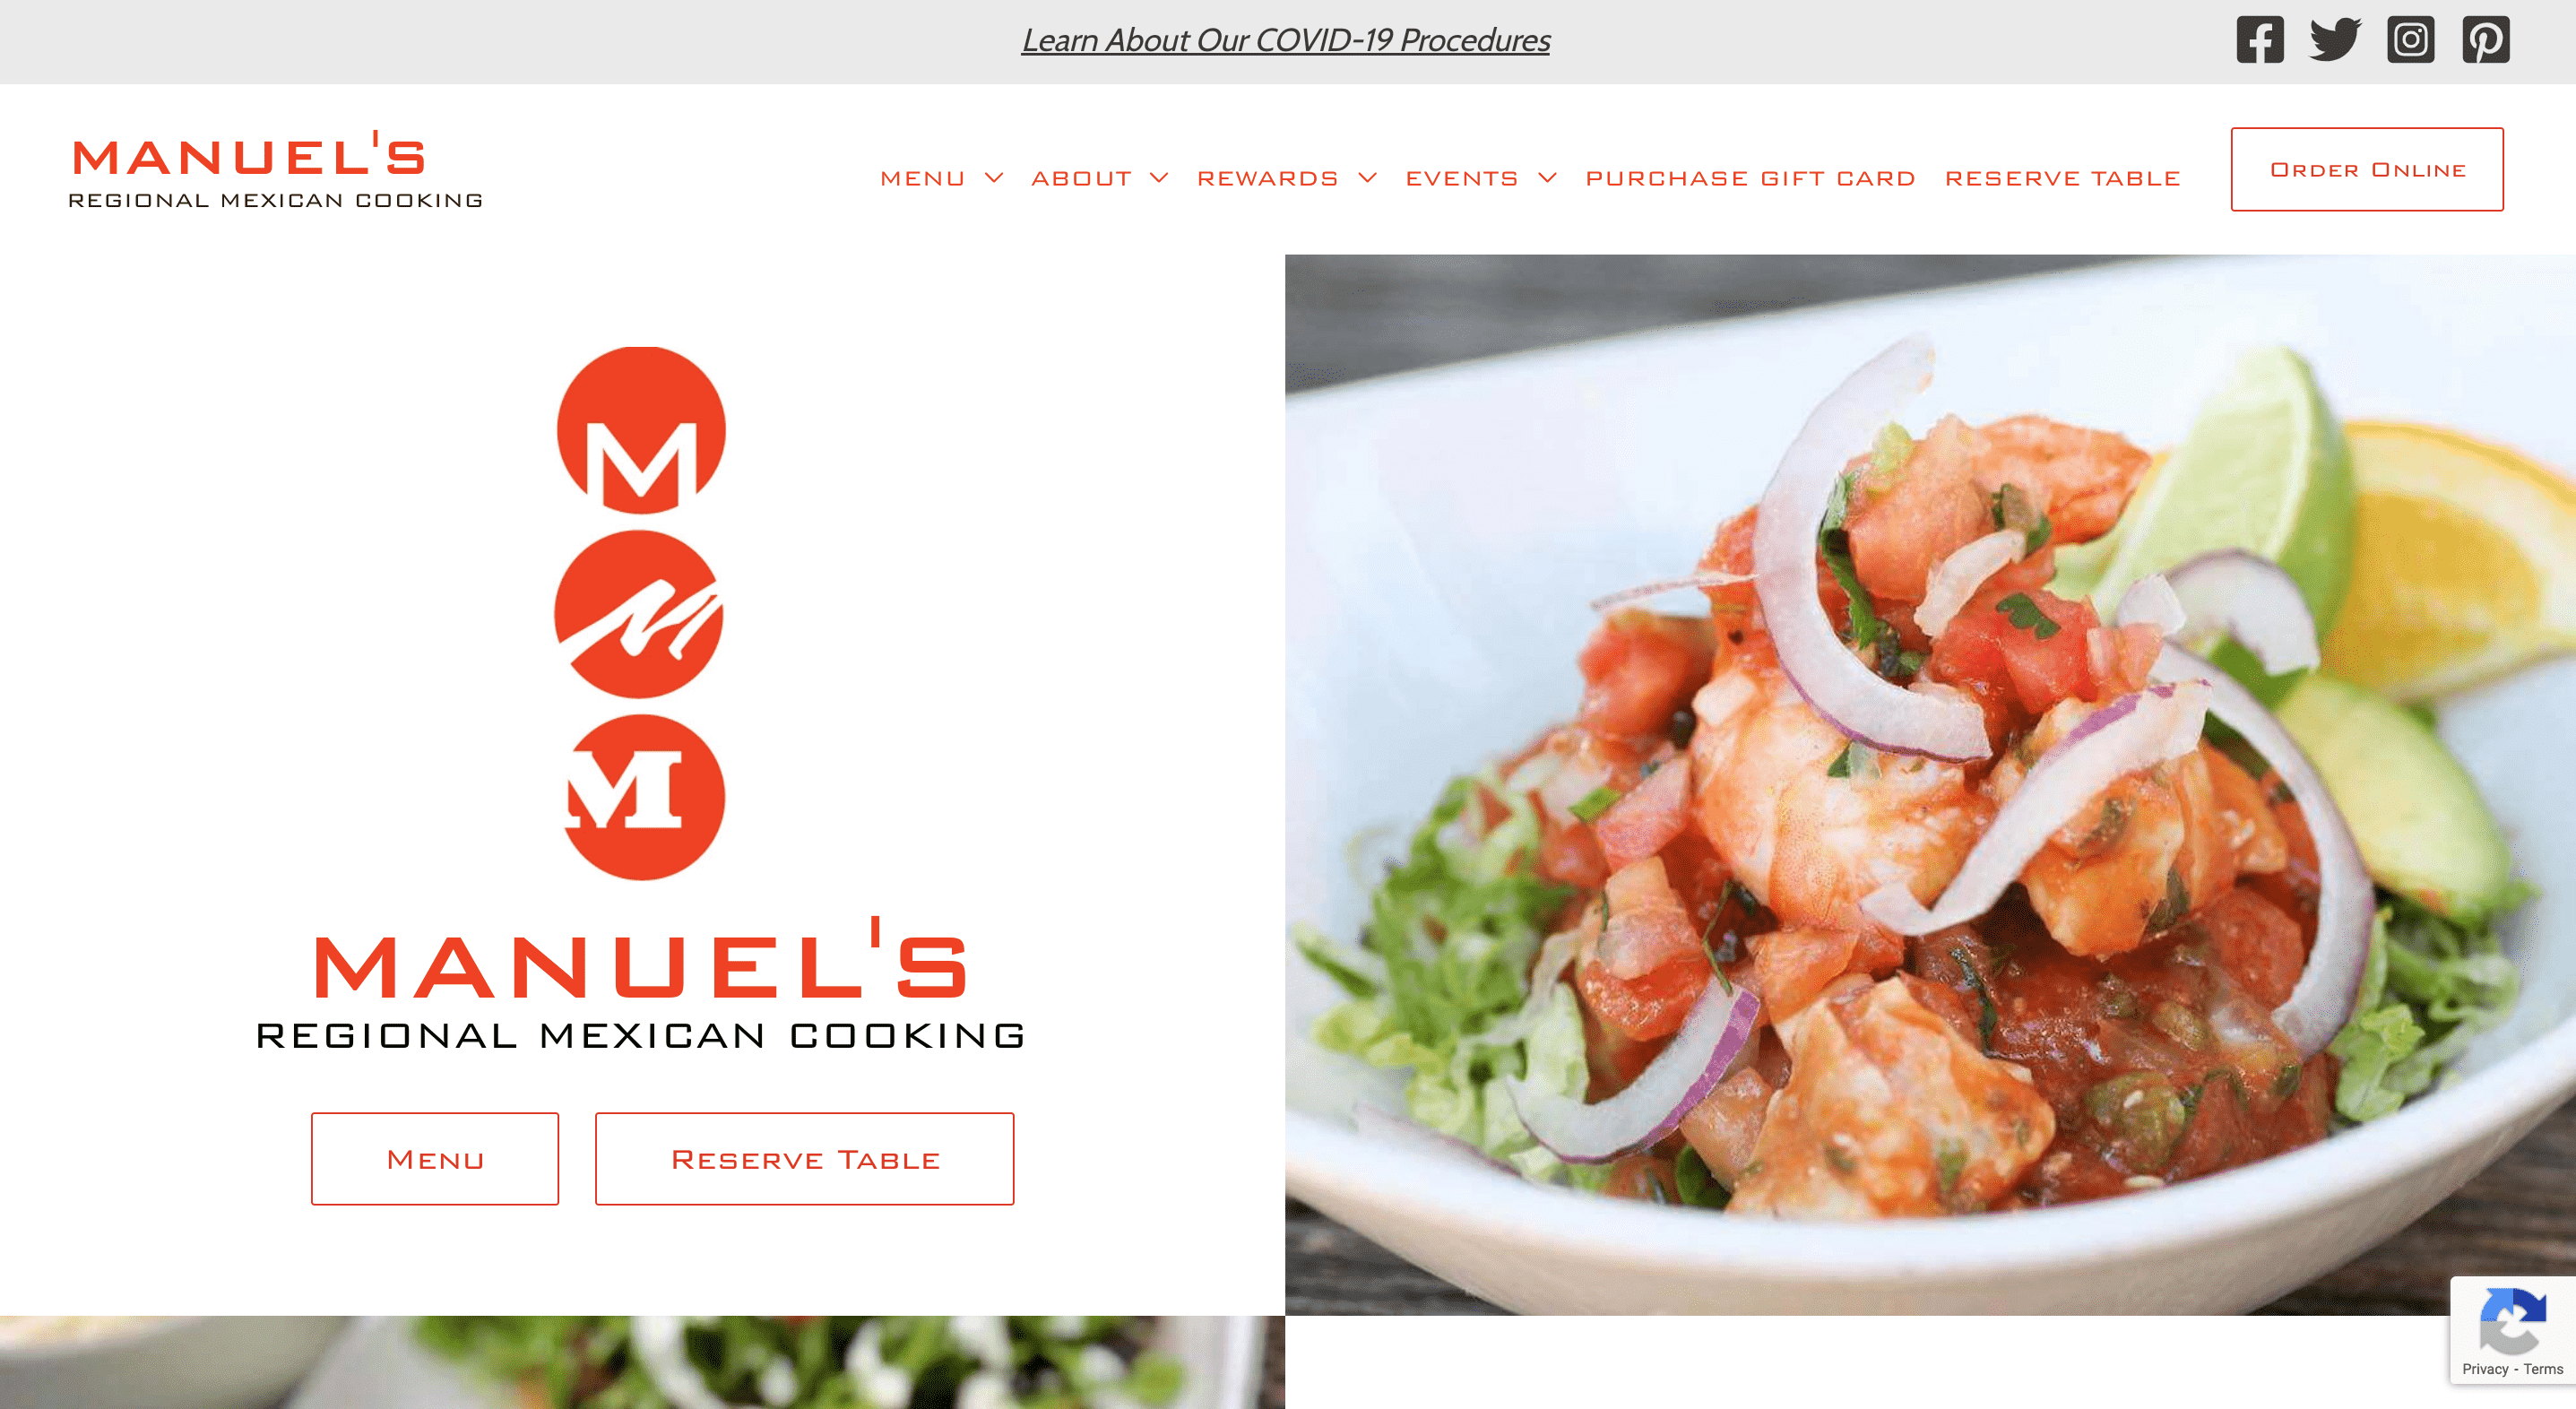 Learn About Our COVID-19 Procedures
MANUEL'S
REGIONAL MEXICAN COOKING
MENU
ABOUT
REWARDS
EVENTS
PURCHASE GIFT CARD
RESERVE TABLE
ORDER ONLINE
M
M
M
MANUEL'S
REGIONAL MEXICAN COOKING
MENU
RESERVE TABLE
Privacy - Terms